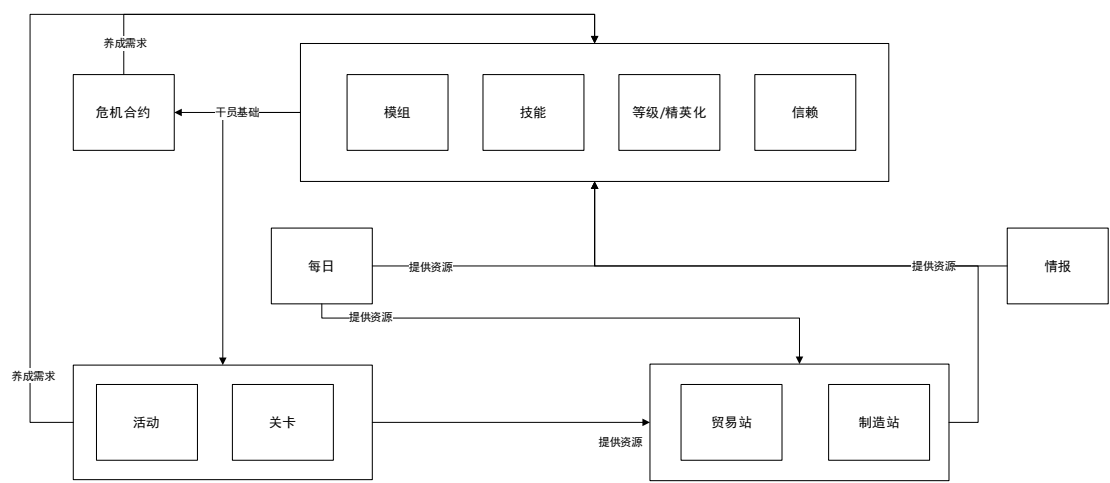 养成需求
危机合约
干员基础
模组
技能
等级/精英化
信赖
每日
提供资源
提供资源
情报
提供资源
养成需求
活动
关卡
提供资源
贸易站
制造站